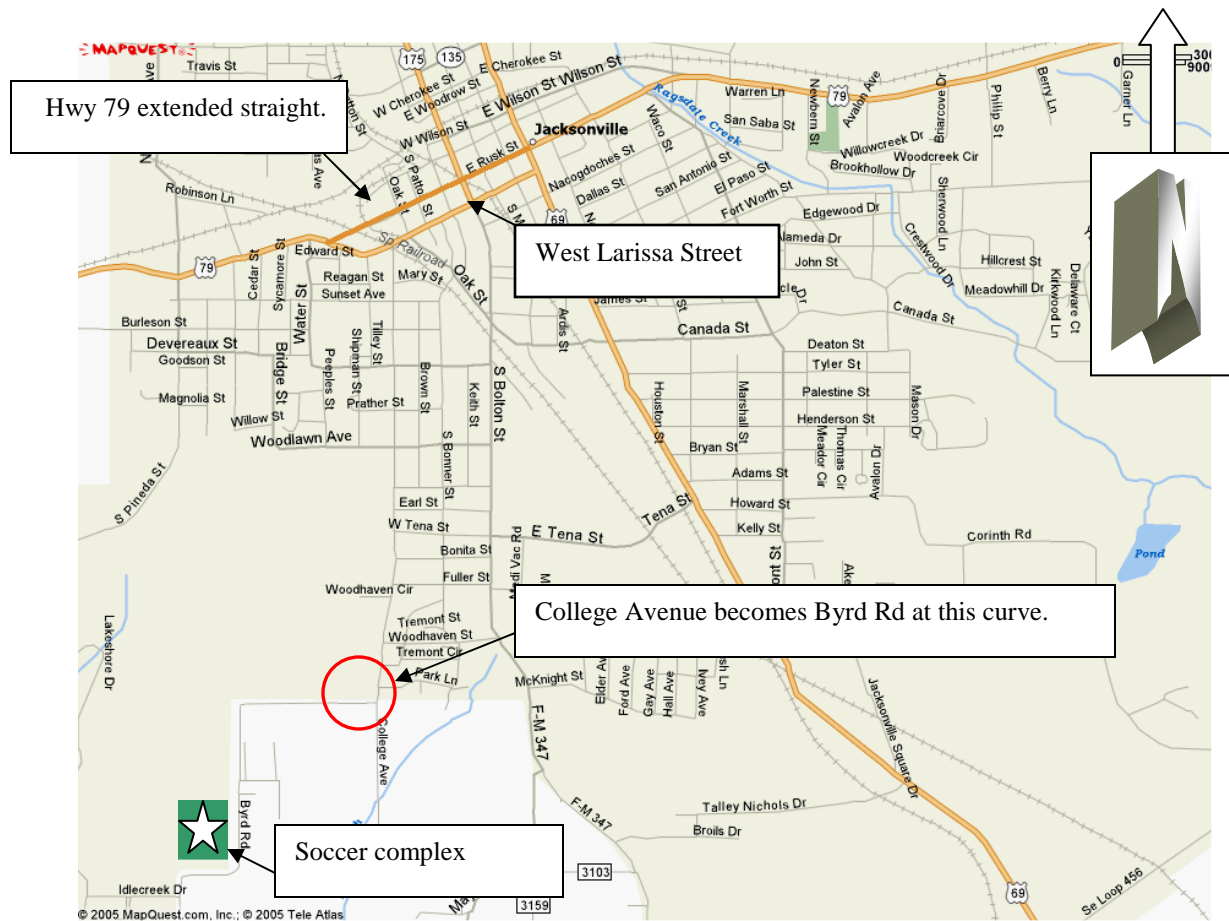 MAPQUEST
Travis St
175
135
E Cherokee St
W Cherokee St
E Woodrow St
E Wilson St
Wilson St
W Wilson St
Hwy 79 extended straight.
Jacksonville
E Rusk St
Ragsdale Creek
Warren Ln
San Saba St
Newbern St
79
Avalon Ave
Briarcove Dr
Philip St
Berry Ln
Garner Ln
0
300
900
Willowcreek Dr
Woodcreek Cir
Brookhollow Dr
Waco St
Nacogdoches St
Dallas St
San Antonio St
El Paso St
Fort Worth St
Edgewood Dr
Sherwood Ln
Crestwood Dr
Robinson Ln
Oak St
S Patton St
69
West Larissa Street
Alameda Dr
John St
Hillcrest St
Meadowhill Dr
Kirkwood Ln
Delaware Ct
Edward St
79
Sp Railroad
Oak St
Cedar St
Sycamore St
Water St
Reagan St
Mary St
Sunset Ave
James St
Canada St
Canada St
Burleson St
Devereaux St
Goodson St
Bridge St
Peeples St
Shipman St
Tilley St
Ardis St
Deaton St
Tyler St
Palestine St
Henderson St
Mason Dr
Magnolia St
Willow St
Prather St
Brown St
Keith St
S Bolton St
Houston St
Marshall St
Woodlawn Ave
S Bonner St
Bryan St
Meador Cir
Thomas Cir
Avalon Dr
Adams St
S Pineda St
Earl St
W Tena St
E Tena St
Tena St
Howard St
Kelly St
Corinth Rd
Pond
Bonita St
Fuller St
Woodhaven Cir
College Avenue becomes Byrd Rd at this curve.
Tremont St
Woodhaven St
Tremont Cir
Park Ln
McKnight St
Elder Av
Ford Ave
Gay Ave
Hall Ave
Ivey Ave
Lakeshore Dr
College Ave
F-M 347
Jacksonville Square Dr
F-M 347
Talley Nichols Dr
Broils Dr
Byrd Rd
Soccer complex
3103
Idlecreek Dr
3159
69
Se Loop 456
© 2005 MapQuest.com, Inc.; © 2005 Tele Atlas